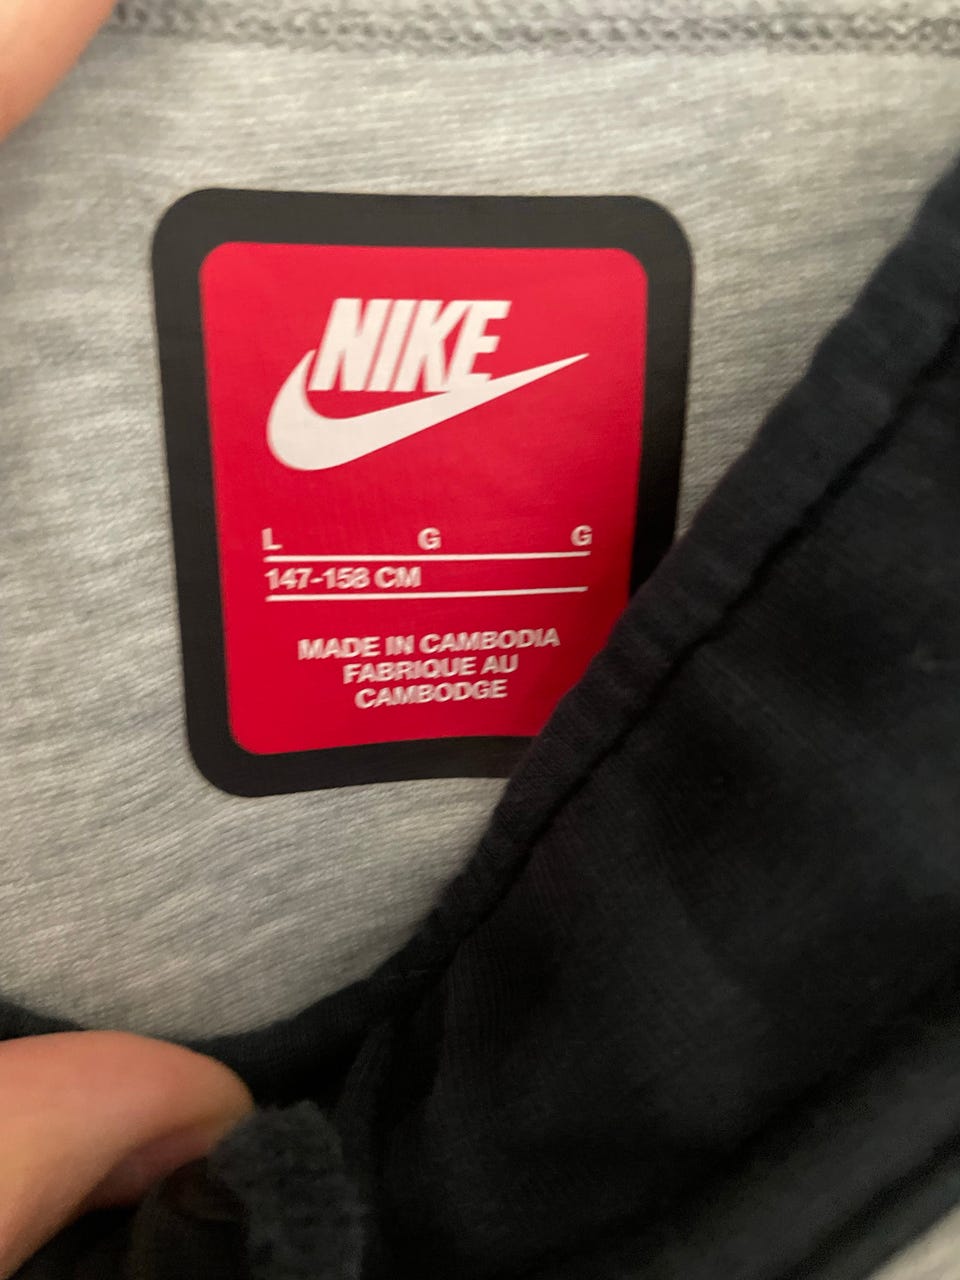 NIKE
L G G
147-158 CM
MADE IN CAMBODIA
FABRIQUE AU
CAMBODGE